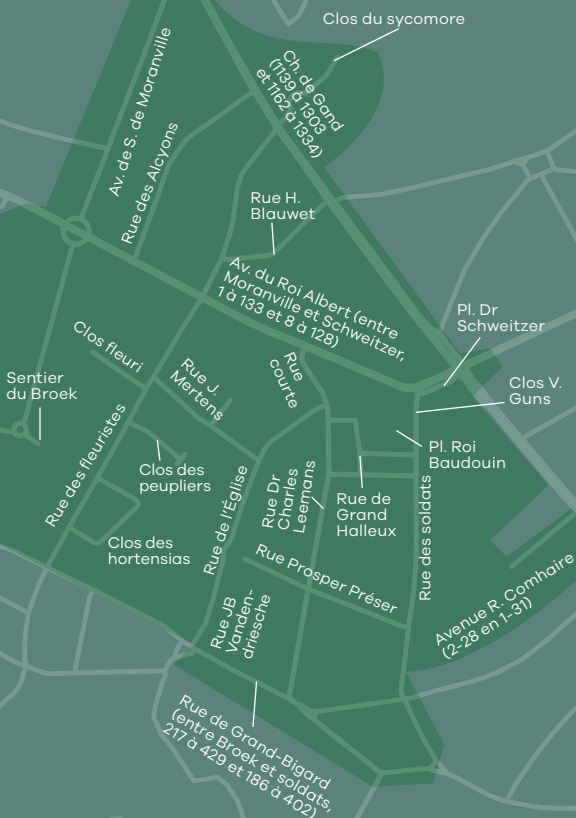 Clos du sycomore
Ch. de Gand
(1139 à 1303
et 1162 à 1334)
Av. de S. de Moranville
Rue des Alcyons
Rue H.
Blauwet
Av. du Roi Albert (entre
Moranville et Schweitzer,
1 à 133 et 8 à 128)
Pl. Dr
Schweitzer
Clos fleuri
Rue J.
Mertens
Rue
courte
Sentier
du Broek
Clos V.
Guns
Pl. Roi
Baudouin
Rue des fleuristes
Clos des
peupliers
Rue de l'Église
Rue Dr
Charles
Leemans
Rue de
Grand
Halleux
Rue des soldats
Clos des
hortensias
Rue Prosper Préser
Avenue R. Comhaire
(2-28 en 1-31)
Rue JB
Vanden-
driesche
Rue de Grand-Bigard
(entre Broek et soldats,
217 à 429 et 186 à 402)